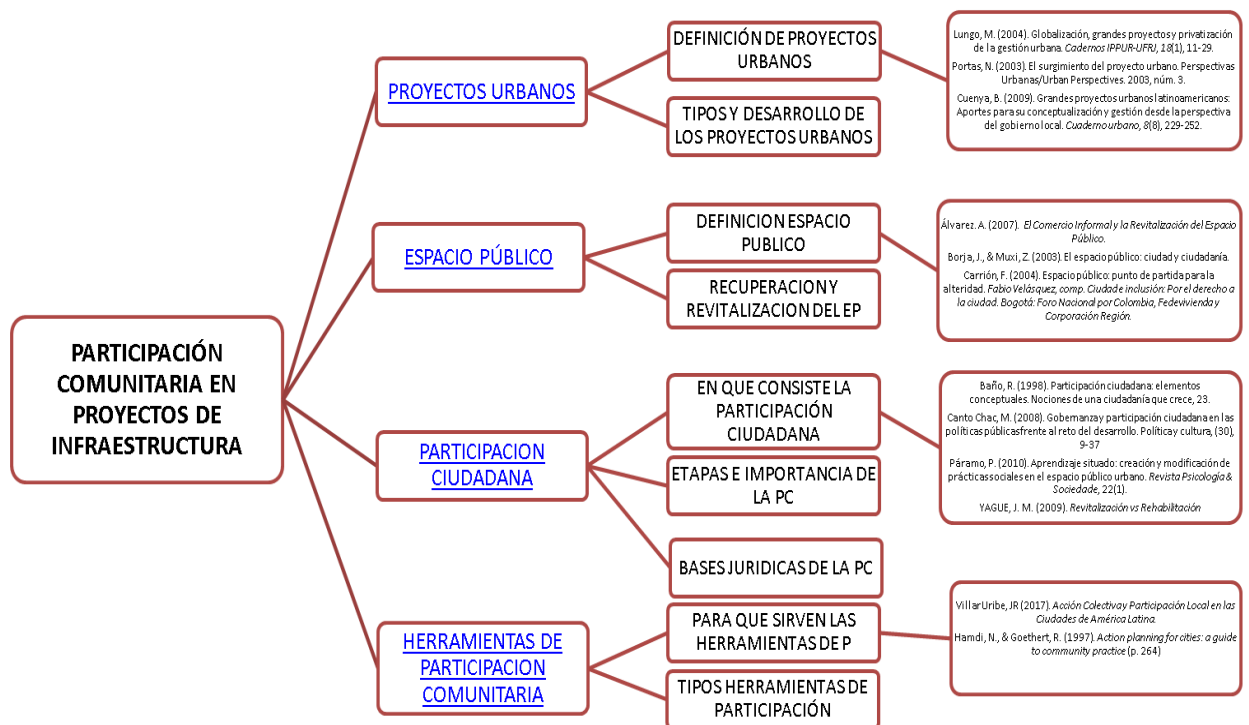 PARTICIPACIÓN
COMUNITARIA EN
PROYECTOS DE
INFRAESTRUCTURA
PROYECTOS URBANOS
DEFINICIÓN DE PROYECTOS
URBANOS
TIPOS Y DESARROLLO DE
LOS PROYECTOS URBANOS
Lungo, M. (2004). Globalización, grandes proyectos y privatización
de la gestión urbana. Cadernos IPPUR-UFRJ, 18(1), 11-29.
Portas, N. (2003). El surgimiento del proyecto urbano. Perspectivas
Urbanas/Urban Perspectives. 2003, núm. 3.
Cuenya, B. (2009). Grandes proyectos urbanos latinoamericanos:
Aportes para su conceptualización y gestión desde la perspectiva
del gobierno local. Cuaderno urbano, 8(8), 229-252.
ESPACIO PÚBLICO
DEFINICION ESPACIO
PUBLICO
RECUPERACION Y
REVITALIZACION DEL EP
Álvarez. A. (2007). El Comercio Informal y la Revitalización del Espacio
Público.
Borja, J., & Muxi, Z. (2003). El espacio público: ciudad y ciudadanía.
Carrión, F. (2004). Espacio público: punto de partida para la
alteridad. Fabio Velásquez, comp. Ciudad e inclusión: Por el derecho a
la ciudad. Bogotá: Foro Nacional por Colombia, Fedevivienda y
Corporación Región.
PARTICIPACION
CIUDADANA
EN QUE CONSISTE LA
PARTICIPACIÓN
CIUDADANA
ETAPAS E IMPORTANCIA DE
LA PC
BASES JURIDICAS DE LA PC
Baño, R. (1998). Participación ciudadana: elementos
conceptuales. Nociones de una ciudadanía que crece, 23.
Canto Chac, M. (2008). Gobernanza y participación ciudadana en las
políticas públicas frente al reto del desarrollo. Política y cultura, (30),
9-37
Páramo, P. (2010). Aprendizaje situado: creación y modificación de
prácticas sociales en el espacio público urbano. Revista Psicología &
Sociedade, 22(1).
YAGUE, J. M. (2009). Revitalización vs Rehabilitación
HERRAMIENTAS DE
PARTICIPACION
COMUNITARIA
PARA QUE SIRVEN LAS
HERRAMIENTAS DE P
TIPOS HERRAMIENTAS DE
PARTICIPACIÓN
Villar Uribe, JR (2017). Acción Colectiva y Participación Local en las
Ciudades de América Latina.
Hamdi, N., & Goethert, R. (1997). Action planning for cities: a guide
to community practice (p. 264)